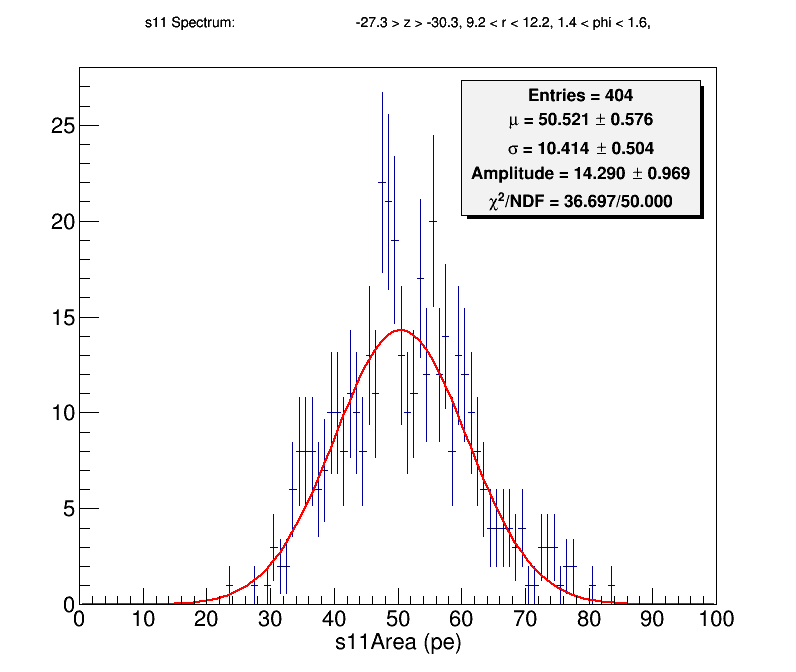 s11 Spectrum: -27.3 > z > -30.3, 9.2 < r < 12.2, 1.4 < phi < 1.6,
Entries = 404
μ = 50.521 ± 0.576
σ = 10.414 ± 0.504
Amplitude = 14.290 ± 0.969
χ²/NDF = 36.697/50.000
25
20
15
10
5
0
0 10 20 30 40 50 60 70 80 90 100
s11Area (pe)